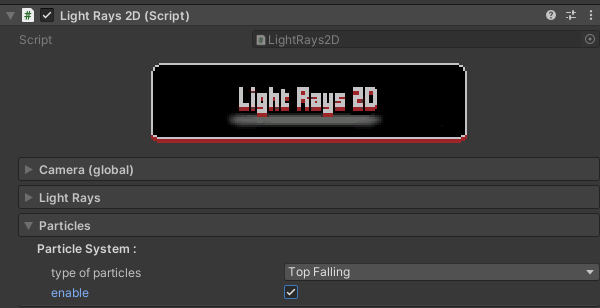 Light Rays 2D (Script)
Script LightRays2D
Light Rays 2D
Camera (global)
Light Rays
Particles
Particle System :
type of particles Top Falling
enable